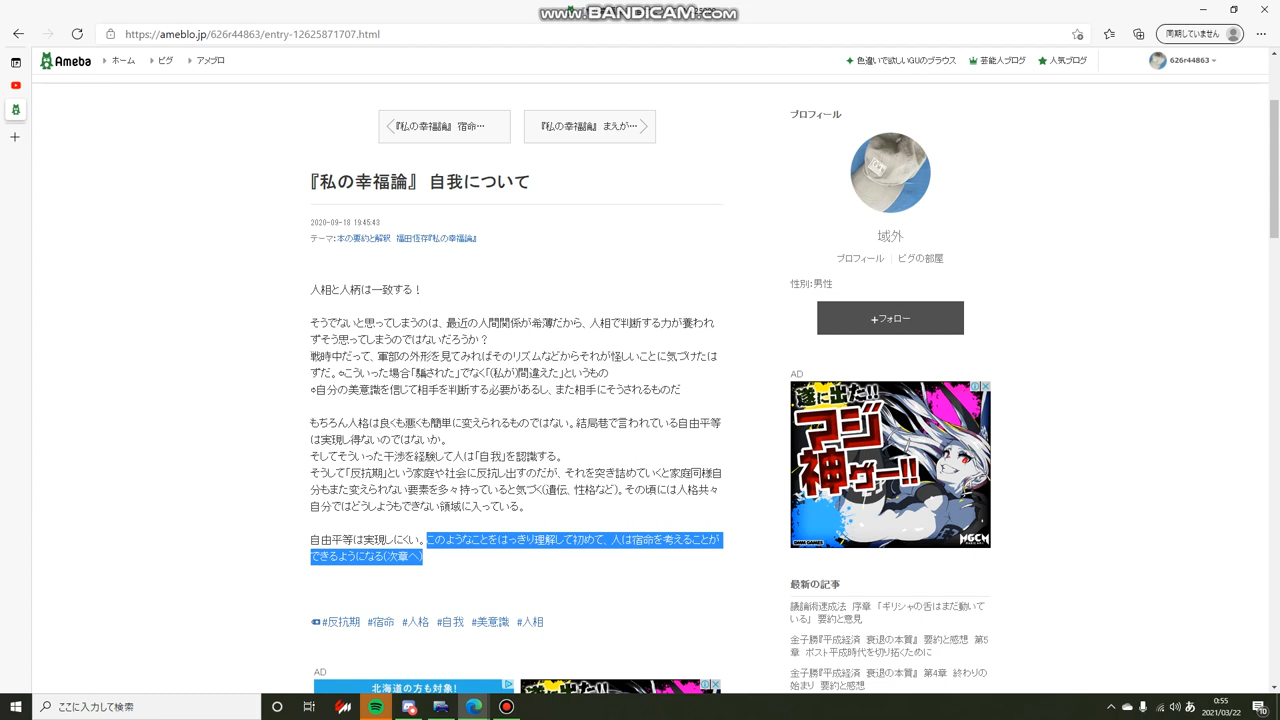 www.BANDICAM.com
https://ameblo.jp/626r44863/entry-12625871707.html
同期していません
Ameba
ホーム
ピグ
アメブロ
色違いで欲しいGUのブラウス
芸能人ブログ
人気ブログ
626r44863
『私の幸福論』 宿命…
『私の幸福論』 まえが…
『私の幸福論』 自我について
2020-09-18 19:45:43
テーマ:本の要約と解釈 福田恆存『私の幸福論』
人相と人柄は一致する！
そうでないと思ってしまうのは、最近の人間関係が希薄だから、人相で判断する力が養われ
ずそう思ってしまうのではないだろうか？
戦時中だって、軍部の外形を見てみればそのリズムなどからそれが怪しいことに気づけたは
ずだ。⇔こういった場合「騙された」でなく「(私が)間違えた」というもの
⇔自分の美意識を信じて相手を判断する必要があるし、また相手にそうされるものだ
もちろん人格は良くも悪くも簡単に変えられるものではない。結局巷で言われている自由平等
は実現し得ないのではないか。
そしてそういった干渉を経験して人は「自我」を認識する。
そうして「反抗期」という家庭や社会に反抗し出すのだが、それを突き詰めていくと家庭同様自
分もまた変えられない要素を多々持っていると気づく(遺伝、性格など)。その頃には人格共々
自分ではどうしようもできない領域に入っている。
自由平等は実現しにくい。このようなことをはっきり理解して初めて、人は宿命を考えることが
できるようになる(次章へ)
#反抗期 #宿命 #人格 #自我 #美意識 #人相
AD
北海道の方も対象！
プロフィール
域外
プロフィール | ピグの部屋
性別:男性
+フォロー
AD
遂に出た!!
マジ
神ゲー!!
DMM GAMES
MGCM
最新の記事
議論術速成法 序章 「ギリシャの舌はまだ動いて
いる」 要約と意見
金子勝『平成経済 衰退の本質』 要約と感想 第5
章 ポスト平成時代を切り拓くために
金子勝『平成経済 衰退の本質』 第4章 終わりの
始まり 要約と感想
ここに入力して検索
あ
0:55
2021/03/22
10